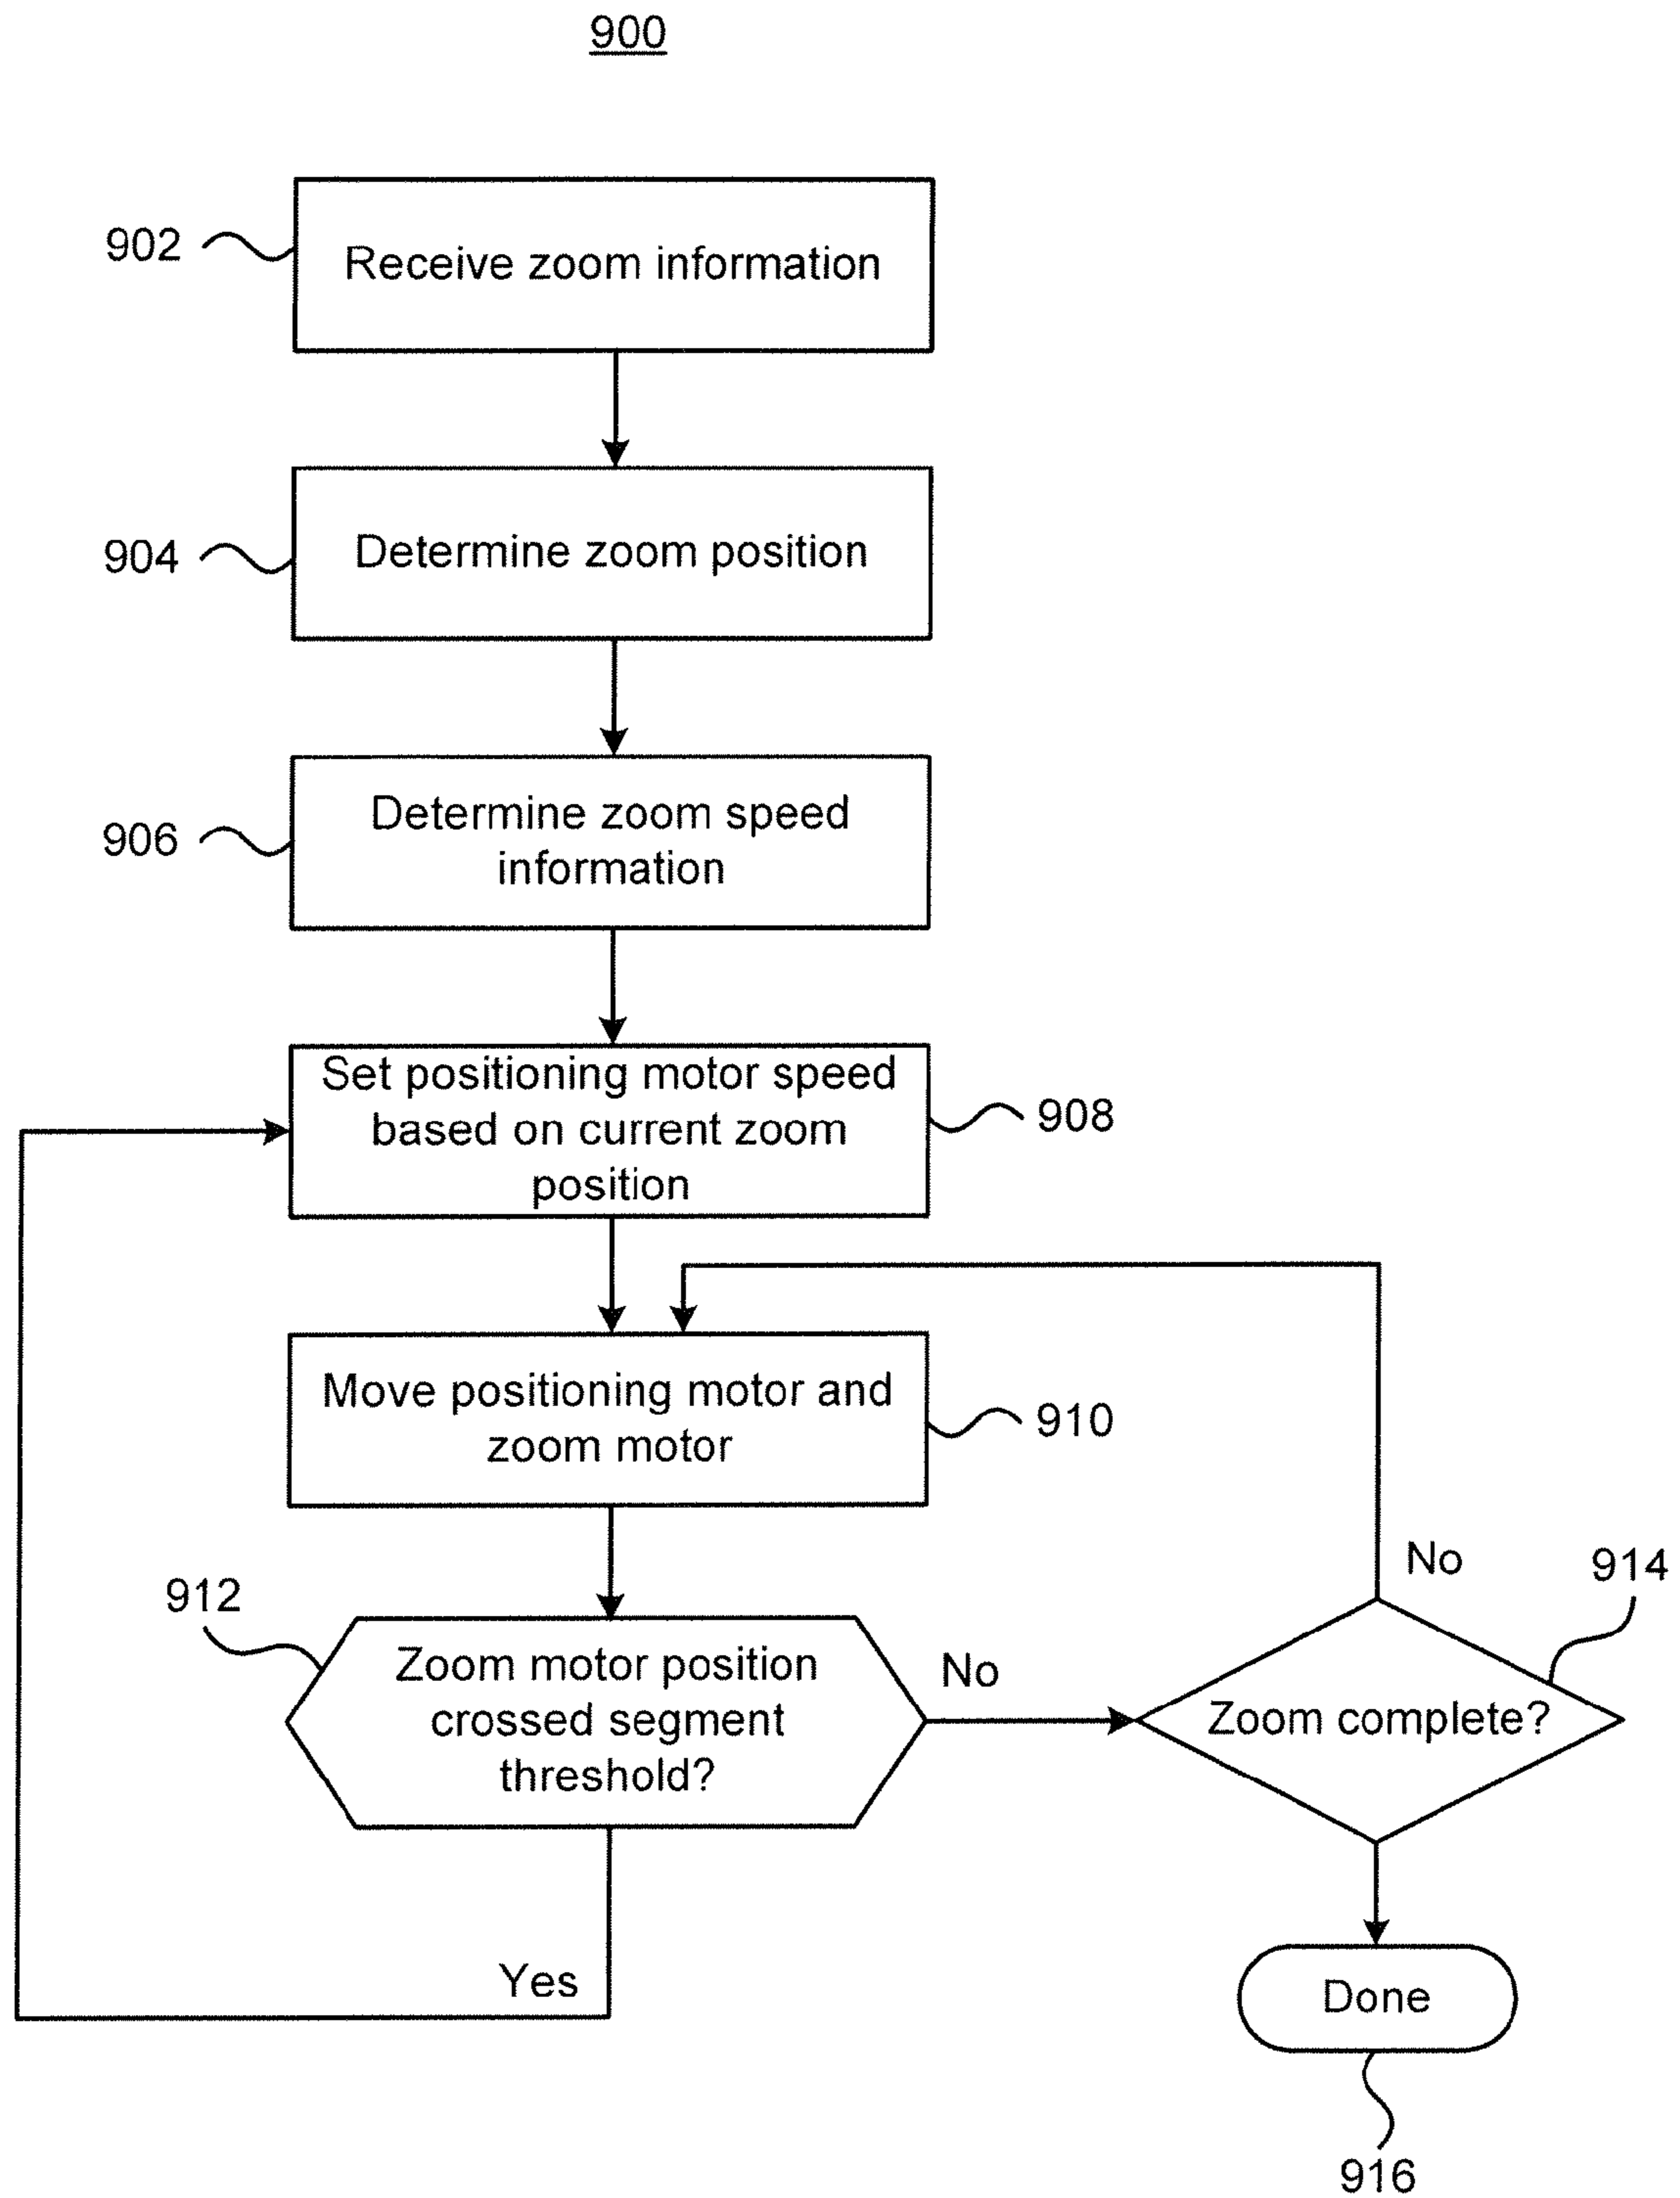 900
902
Receive zoom information
904
Determine zoom position
906
Determine zoom speed
information
Set positioning motor speed
based on current zoom
position
908
Move positioning motor and
zoom motor
910
912
Zoom motor position
crossed segment
threshold?
No
No
914
Zoom complete?
Yes
Done
916